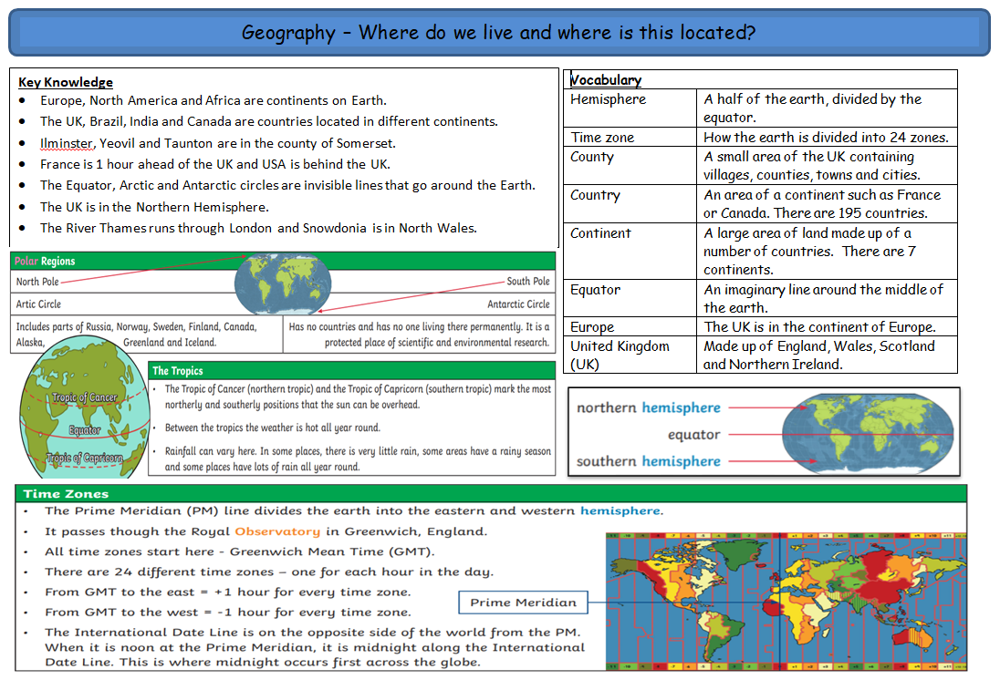 Geography – Where do we live and where is this located?
Key Knowledge
• Europe, North America and Africa are continents on Earth.
• The UK, Brazil, India and Canada are countries located in different continents.
• Ilminster, Yeovil and Taunton are in the county of Somerset.
• France is 1 hour ahead of the UK and USA is behind the UK.
• The Equator, Arctic and Antarctic circles are invisible lines that go around the Earth.
• The UK is in the Northern Hemisphere.
• The River Thames runs through London and Snowdonia is in North Wales.
Vocabulary
Hemisphere A half of the earth, divided by the
equator.
Time zone How the earth is divided into 24 zones.
County A small area of the UK containing
villages, counties, towns and cities.
Country An area of a continent such as France
or Canada. There are 195 countries.
Continent A large area of land made up of a
number of countries. There are 7
continents.
Equator An imaginary line around the middle of
the earth.
Europe The UK is in the continent of Europe.
United Kingdom Made up of England, Wales, Scotland
(UK) and Northern Ireland.
Polar Regions
North Pole South Pole
Artic Circle Antarctic Circle
Includes parts of Russia, Norway, Sweden, Finland, Canada,
Alaska, Greenland and Iceland.
Has no countries and has no one living there permanently. It is a
protected place of scientific and environmental research.
Tropic of Cancer
Equator
Tropic of Capricorn
The Tropics
• The Tropic of Cancer (northern tropic) and the Tropic of Capricorn (southern tropic) mark the most
northerly and southerly positions that the sun can be overhead.
• Between the tropics the weather is hot all year round.
• Rainfall can vary here. In some places, there is very little rain, some areas have a rainy season
and some places have lots of rain all year round.
northern hemisphere
equator
southern hemisphere
Time Zones
• The Prime Meridian (PM) line divides the earth into the eastern and western hemisphere.
• It passes though the Royal Observatory in Greenwich, England.
• All time zones start here - Greenwich Mean Time (GMT).
There are 24 different time zones – one for each hour in the day.
• From GMT to the east = +1 hour for every time zone.
• From GMT to the west = -1 hour for every time zone.
• The International Date Line is on the opposite side of the world from the PM.
When it is noon at the Prime Meridian, it is midnight along the International
Date Line. This is where midnight occurs first across the globe.
Prime Meridian